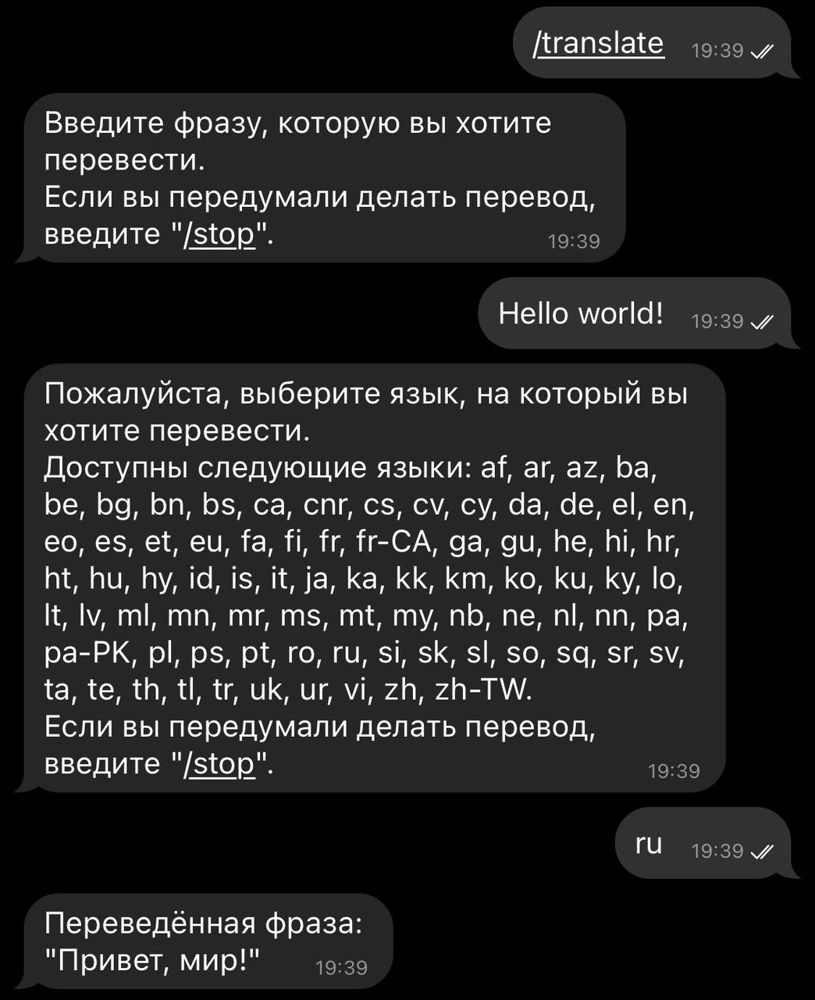 /translate 19:39
Введите фразу, которую вы хотите
перевести.
Если вы передумали делать перевод,
введите "/stop". 19:39
Hello world! 19:39
Пожалуйста, выберите язык, на который вы
хотите перевести.
Доступны следующие языки: af, ar, az, ba,
be, bg, bn, bs, ca, cnr, cs, cv, cy, da, de, el, en,
eo, es, et, eu, fa, fi, fr, fr-CA, ga, gu, he, hi, hr,
ht, hu, hy, id, is, it, ja, ka, kk, km, ko, ku, ky, lo,
lt, lv, ml, mn, mr, ms, mt, my, nb, ne, nl, nn, pa,
pa-PK, pl, ps, pt, ro, ru, si, sk, sl, so, sq, sr, sv,
ta, te, th, tl, tr, uk, ur, vi, zh, zh-TW.
Если вы передумали делать перевод,
введите "/stop". 19:39
ru 19:39
Переведённая фраза:
"Привет, мир!" 19:39